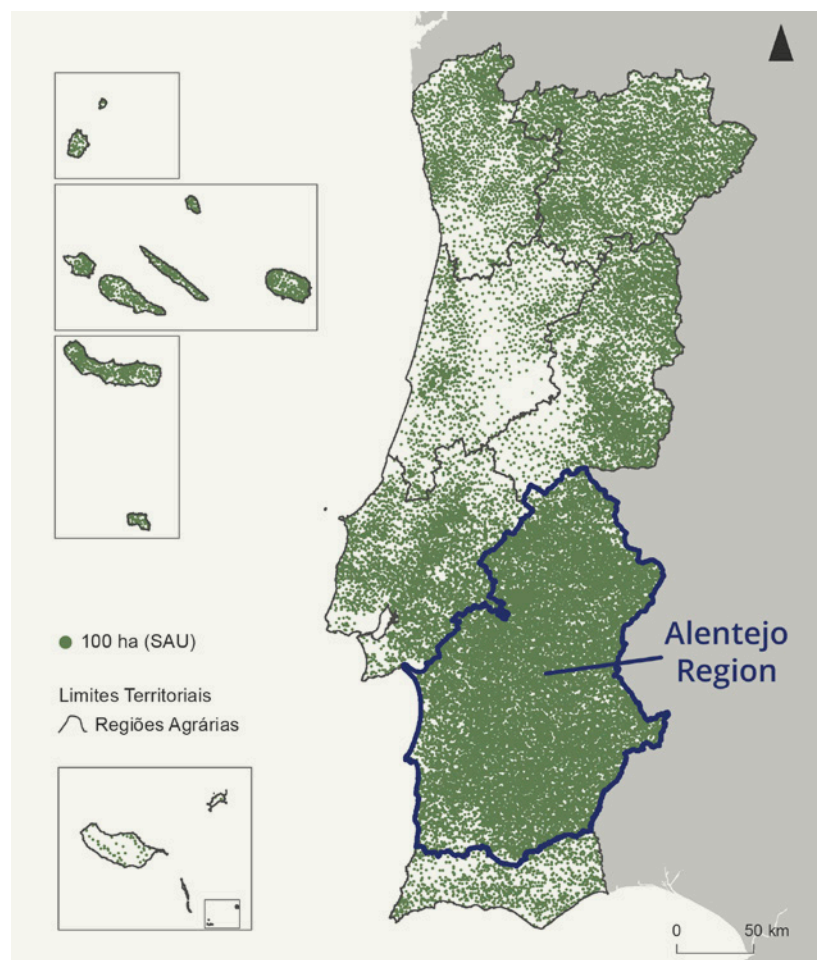 100 ha (SAU)
Limites Territoriais
Regiões Agrárias
Alentejo
Region
0 50 km